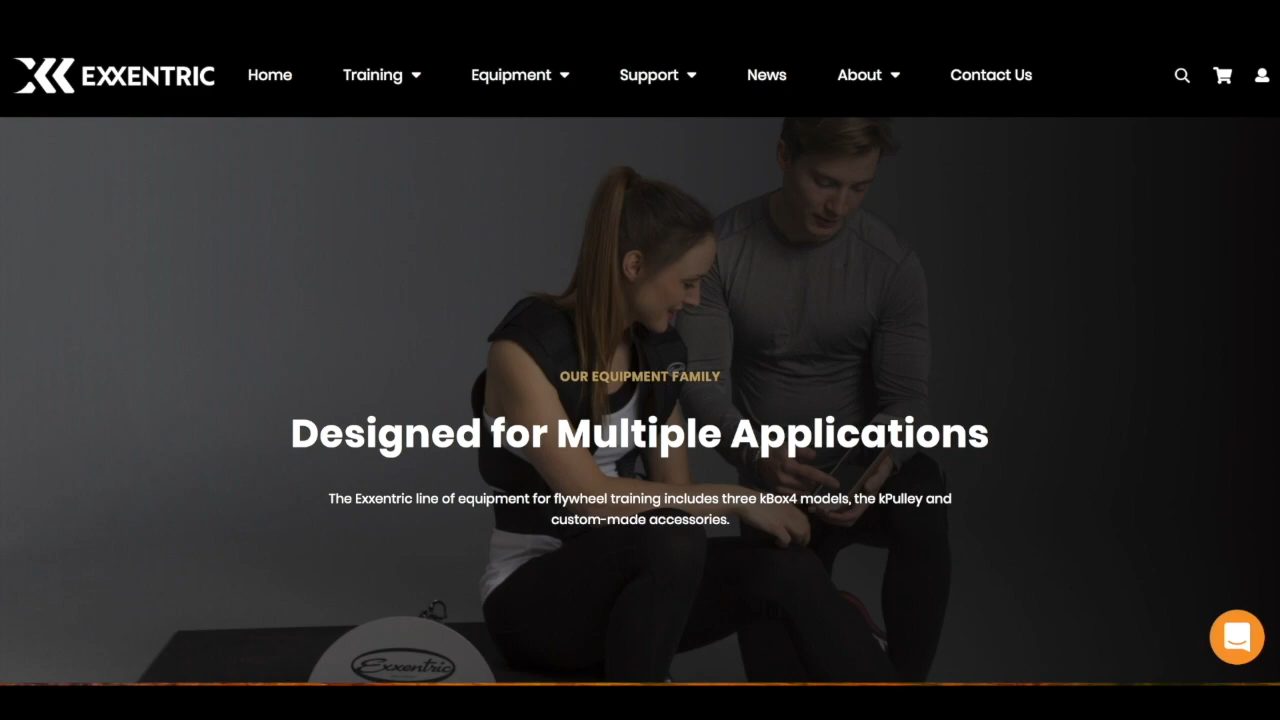 EXXENTRIC
Home
Training
Equipment
Support
News
About
Contact Us
OUR EQUIPMENT FAMILY
Designed for Multiple Applications
The Exxentric line of equipment for flywheel training includes three kBox4 models, the kPulley and
custom-made accessories.
Exxentric